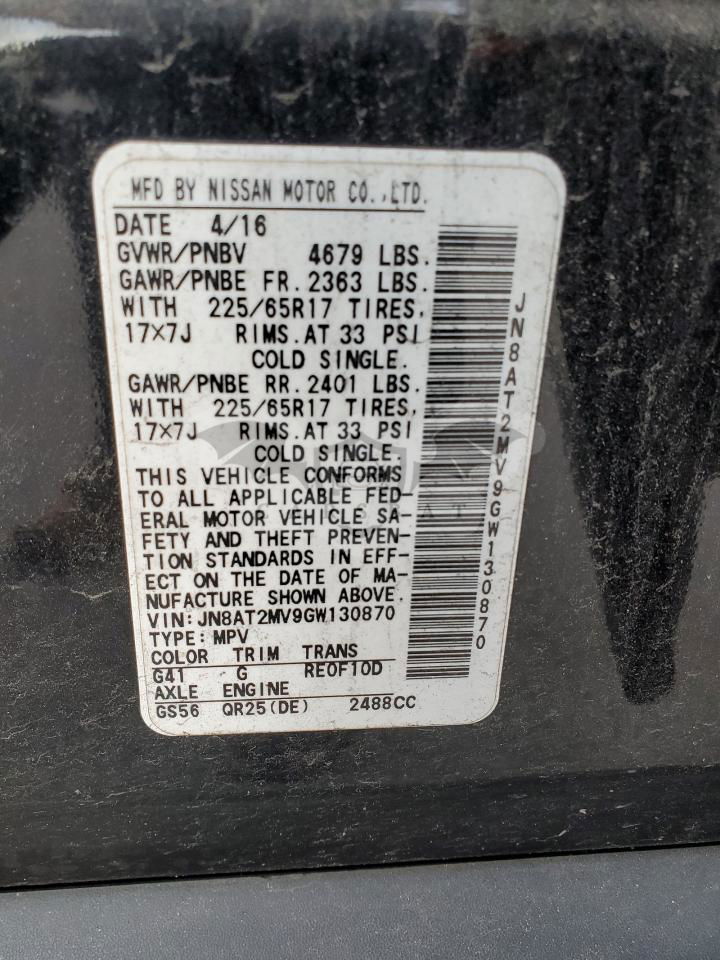 MFD BY NISSAN MOTOR CO.,LTD.
DATE 4/16
GVWR/PNBV 4679 LBS.
GAWR/PNBE FR. 2363 LBS.
WITH 225/65R17 TIRES,
17×7J RIMS.AT 33 PSI
COLD SINGLE.
GAWR/PNBE RR. 2401 LBS.
WITH 225/65R17 TIRES,
17×7J RIMS.AT 33 PSI
COLD SINGLE.
THIS VEHICLE CONFORMS
TO ALL APPLICABLE FED-
ERAL MOTOR VEHICLE SA-
FETY AND THEFT PREVEN-
TION STANDARDS IN EFF-
ECT ON THE DATE OF MA-
NUFACTURE SHOWN ABOVE.
VIN:JN8AT2MV9GW130870
TYPE:MPV
COLOR TRIM TRANS
G41 G RE0F10D
AXLE ENGINE
GS56 QR25(DE) 2488CC
JN8AT2MV9GW130870